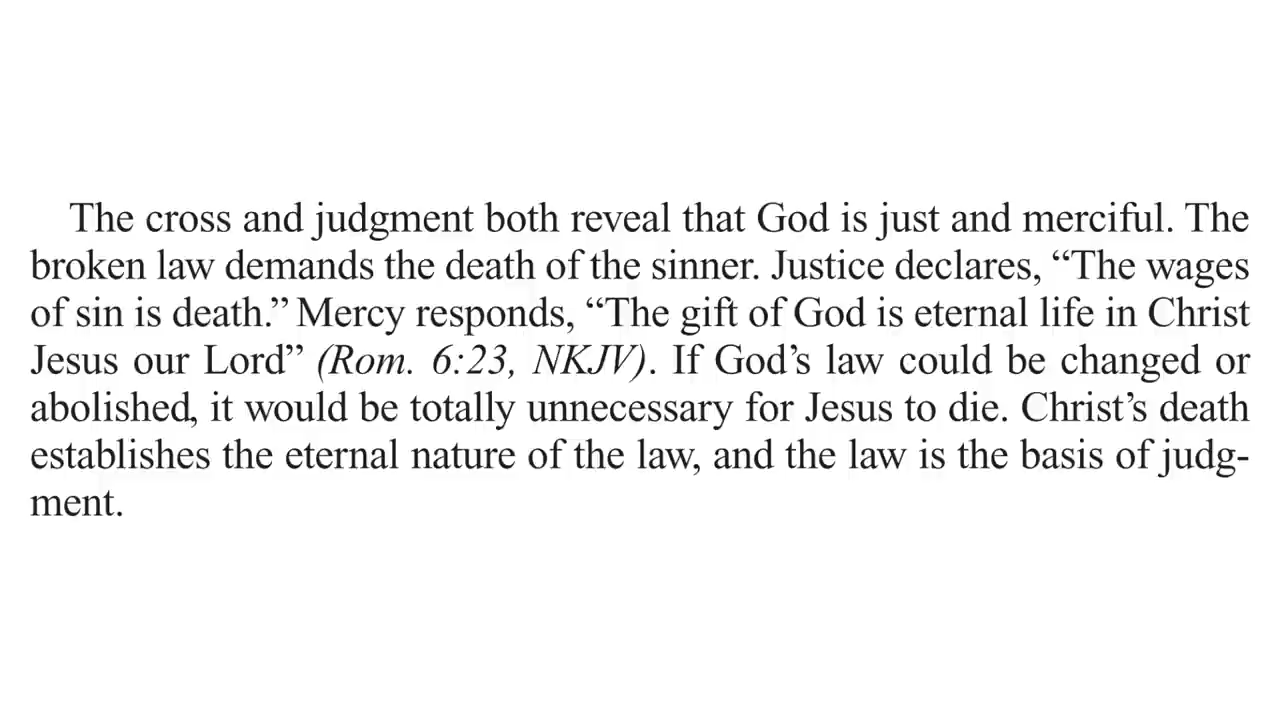 The cross and judgment both reveal that God is just and merciful. The
broken law demands the death of the sinner. Justice declares, “The wages
of sin is death.” Mercy responds, “The gift of God is eternal life in Christ
Jesus our Lord” (Rom. 6:23, NKJV). If God’s law could be changed or
abolished, it would be totally unnecessary for Jesus to die. Christ’s death
establishes the eternal nature of the law, and the law is the basis of judg-
ment.